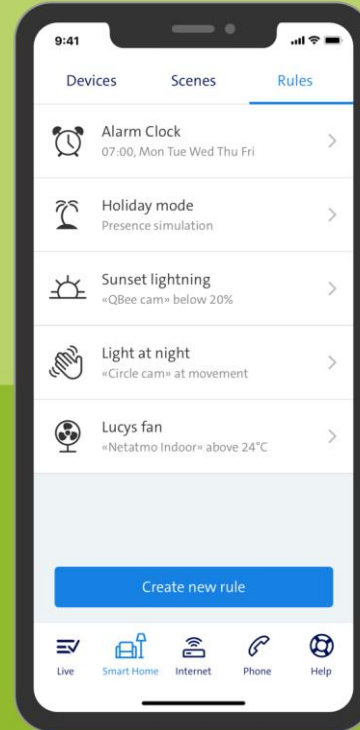 9:41
Devices Scenes Rules
Alarm Clock
07:00, Mon Tue Wed Thu Fri
Holiday mode
Presence simulation
Sunset lightning
«QBee cam» below 20%
Light at night
«Circle cam» at movement
Lucys fan
«Netatmo Indoor» above 24°C
Create new rule
Live Smart Home Internet Phone Help